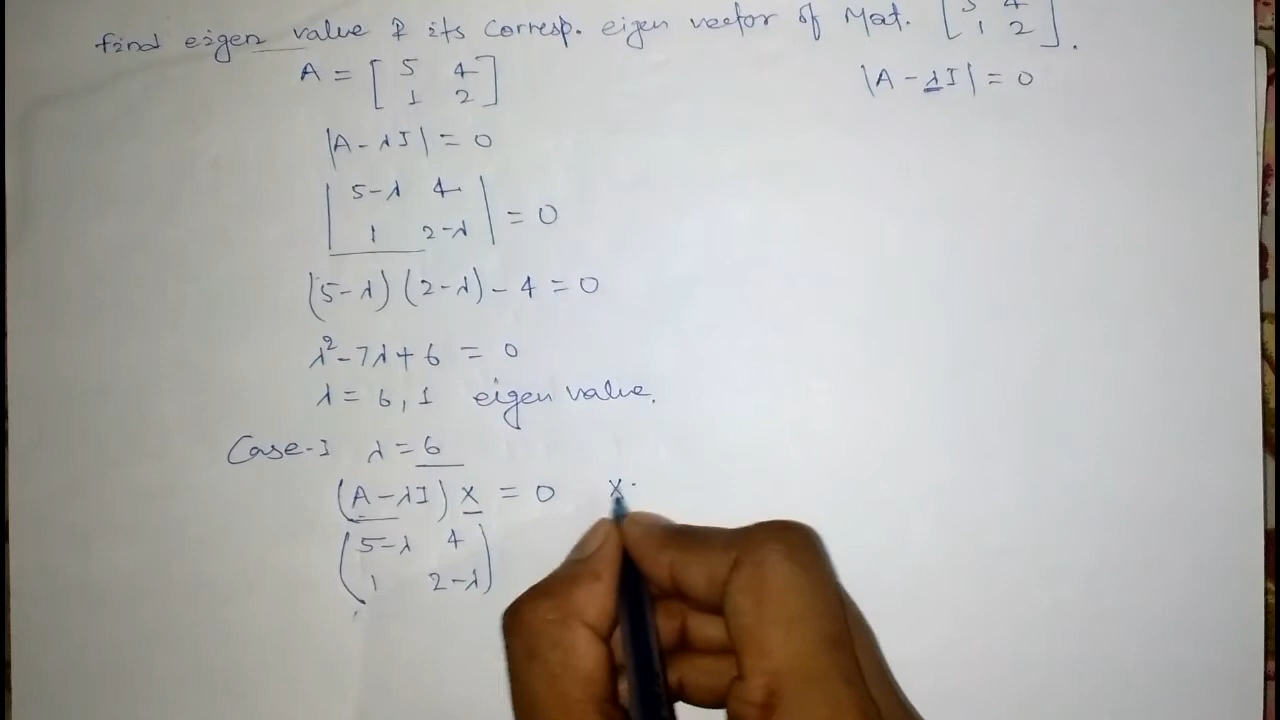 find eigen value & its corresp. eigen vector of Mat. [5 4
1 2].
A = [5 4
1 2]
|A - λI| = 0
|A - λI| = 0
|5-λ 4
1 2-λ| = 0
(5-λ) (2-λ) - 4 = 0
λ² - 7λ + 6 = 0
λ = 6, 1 eigen value.
Case-I λ = 6
(A - λI) X = 0 X
(5-λ 4
1 2-λ)